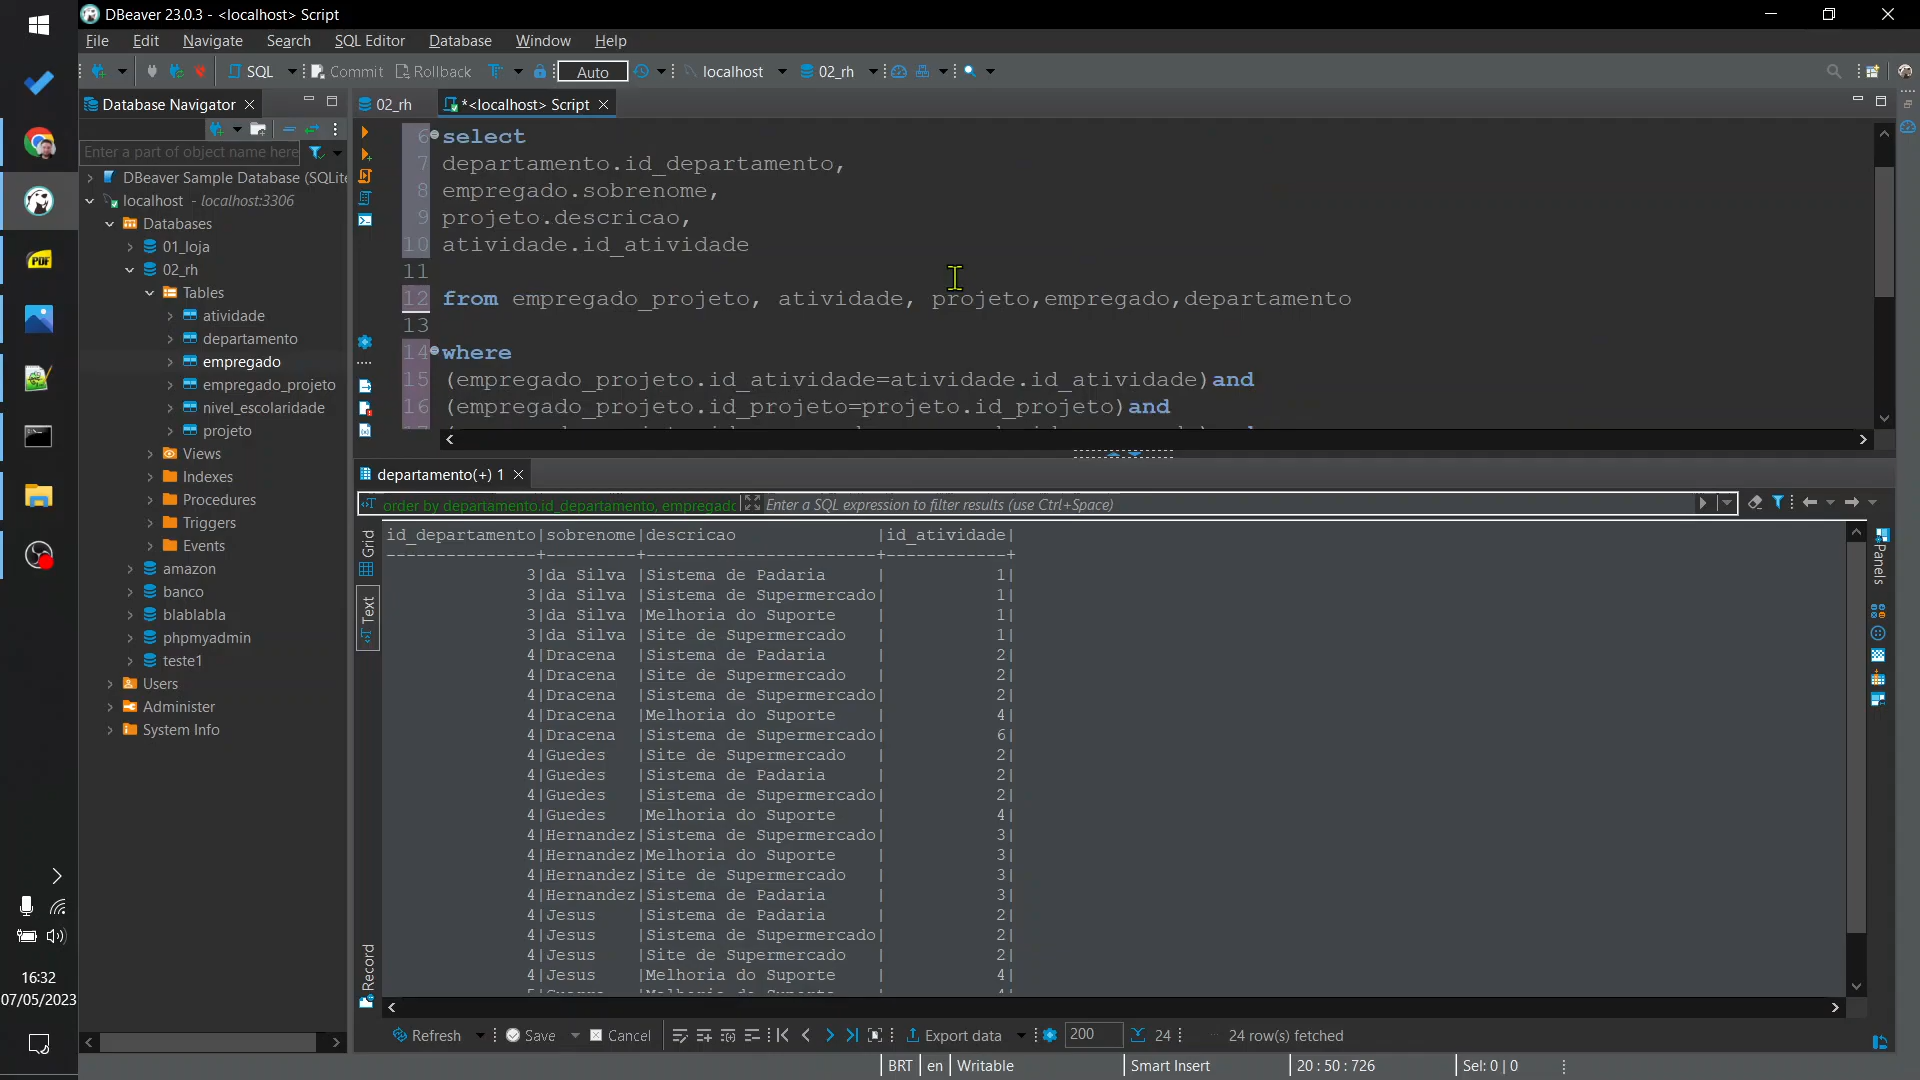 DBeaver 23.0.3 - <localhost> Script
File Edit Navigate Search SQL Editor Database Window Help
SQL Commit Rollback Auto localhost 02_rh
Database Navigator
02_rh
*<localhost> Script
Enter a part of object name here
DBeaver Sample Database (SQLite
localhost - localhost:3306
Databases
01_loja
02_rh
Tables
atividade
departamento
empregado
empregado_projeto
nivel_escolaridade
projeto
Views
Indexes
Procedures
Triggers
Events
amazon
banco
blablabla
phpmyadmin
teste1
Users
Administer
System Info
6 select
7 departamento.id_departamento,
8 empregado.sobrenome,
9 projeto.descricao,
10 atividade.id_atividade
11
12 from empregado_projeto, atividade, projeto,empregado,departamento
13
14 where
15 (empregado_projeto.id_atividade=atividade.id_atividade)and
16 (empregado_projeto.id_projeto=projeto.id_projeto)and
departamento(+) 1
order by departamento.id_departamento, empregado
Enter a SQL expression to filter results (use Ctrl+Space)
Grid
Text
Record
Panels
id_departamento|sobrenome|descricao |id_atividade|
---------------+---------+-----------------------+------------+
3|da Silva |Sistema de Padaria | 1|
3|da Silva |Sistema de Supermercado| 1|
3|da Silva |Melhoria do Suporte | 1|
3|da Silva |Site de Supermercado | 1|
4|Dracena |Sistema de Padaria | 2|
4|Dracena |Site de Supermercado | 2|
4|Dracena |Sistema de Supermercado| 2|
4|Dracena |Melhoria do Suporte | 4|
4|Dracena |Sistema de Supermercado| 6|
4|Guedes |Site de Supermercado | 2|
4|Guedes |Sistema de Padaria | 2|
4|Guedes |Sistema de Supermercado| 2|
4|Guedes |Melhoria do Suporte | 4|
4|Hernandez|Sistema de Supermercado| 3|
4|Hernandez|Melhoria do Suporte | 3|
4|Hernandez|Site de Supermercado | 3|
4|Hernandez|Sistema de Padaria | 3|
4|Jesus |Sistema de Padaria | 2|
4|Jesus |Sistema de Supermercado| 2|
4|Jesus |Site de Supermercado | 2|
4|Jesus |Melhoria do Suporte | 4|
Refresh Save Cancel Export data 200 24 24 row(s) fetched
BRT en Writable Smart Insert 20 : 50 : 726 Sel: 0 | 0
PDF
16:32
07/05/2023